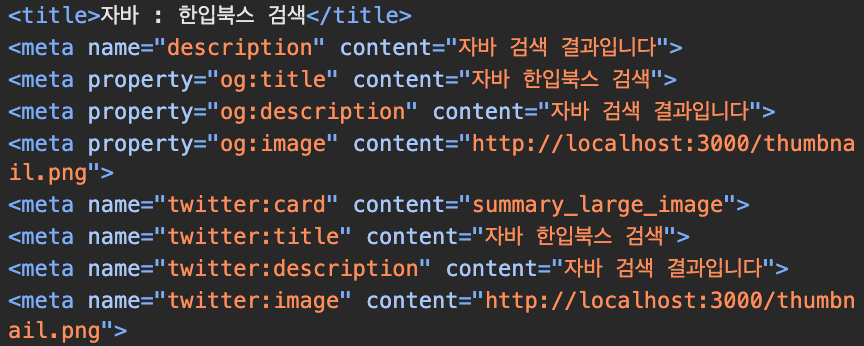 <title>자바 : 한입북스 검색</title>
<meta name="description" content="자바 검색 결과입니다">
<meta property="og:title" content="자바 한입북스 검색">
<meta property="og:description" content="자바 검색 결과입니다">
<meta property="og:image" content="http://localhost:3000/thumbna
il.png">
<meta name="twitter:card" content="summary_large_image">
<meta name="twitter:title" content="자바 한입북스 검색">
<meta name="twitter:description" content="자바 검색 결과입니다">
<meta name="twitter:image" content="http://localhost:3000/thumbn
ail.png">